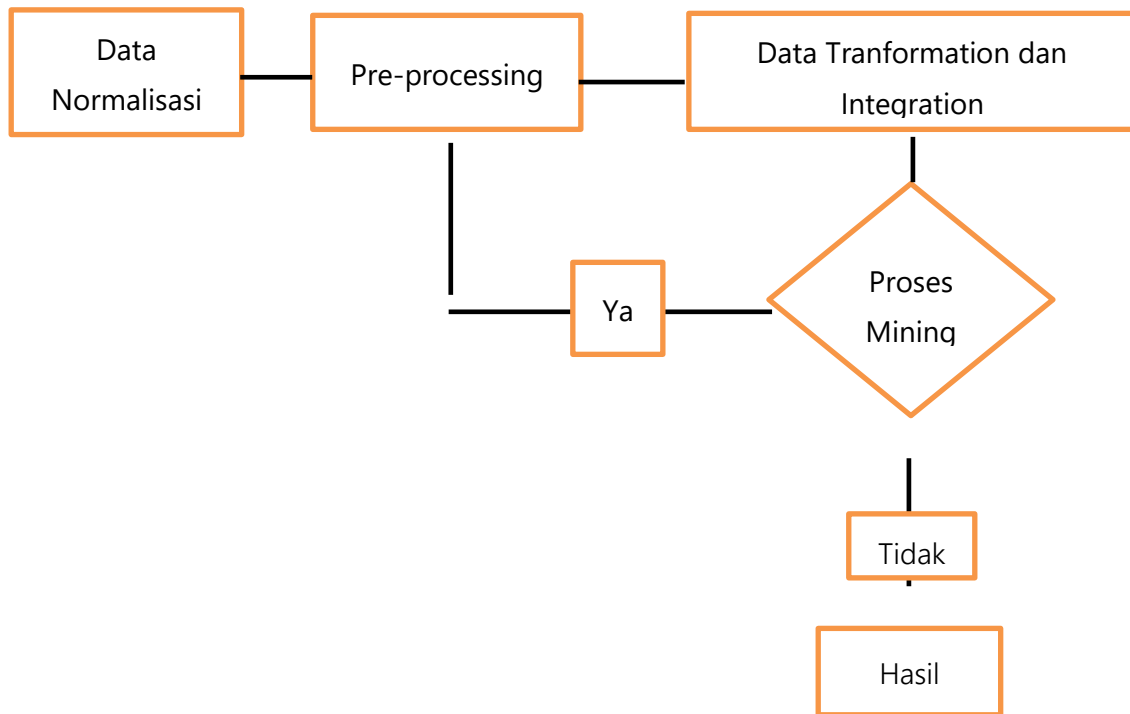 Data
Normalisasi
Pre-processing
Data Tranformation dan
Integration
Proses
Mining
Ya
Tidak
Hasil